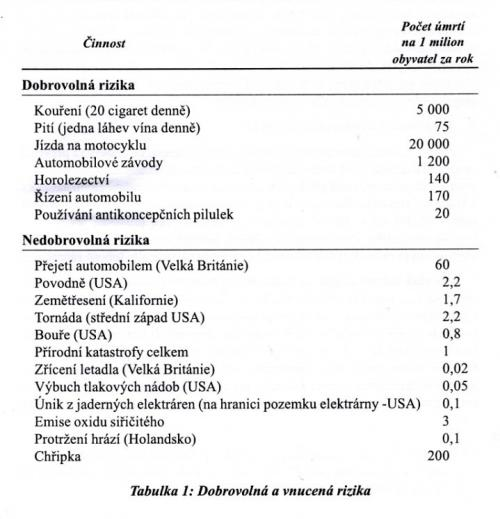 Činnost
Počet úmrtí
na 1 milion
obyvatel za rok
Dobrovolná rizika
Kouření (20 cigaret denně) 5 000
Pití (jedna láhev vína denně) 75
Jízda na motocyklu 20 000
Automobilové závody 1 200
Horolezectví 140
Řízení automobilu 170
Používání antikoncepčních pilulek 20
Nedobrovolná rizika
Přejetí automobilem (Velká Británie) 60
Povodně (USA) 2,2
Zemětřesení (Kalifornie) 1,7
Tornáda (střední západ USA) 2,2
Bouře (USA) 0,8
Přírodní katastrofy celkem 1
Zřícení letadla (Velká Británie) 0,02
Výbuch tlakových nádob (USA) 0,05
Únik z jaderných elektráren (na hranici pozemku elektrárny -USA) 0,1
Emise oxidu siřičitého 3
Protržení hrází (Holandsko) 0,1
Chřipka 200
Tabulka 1: Dobrovolná a vnucená rizika